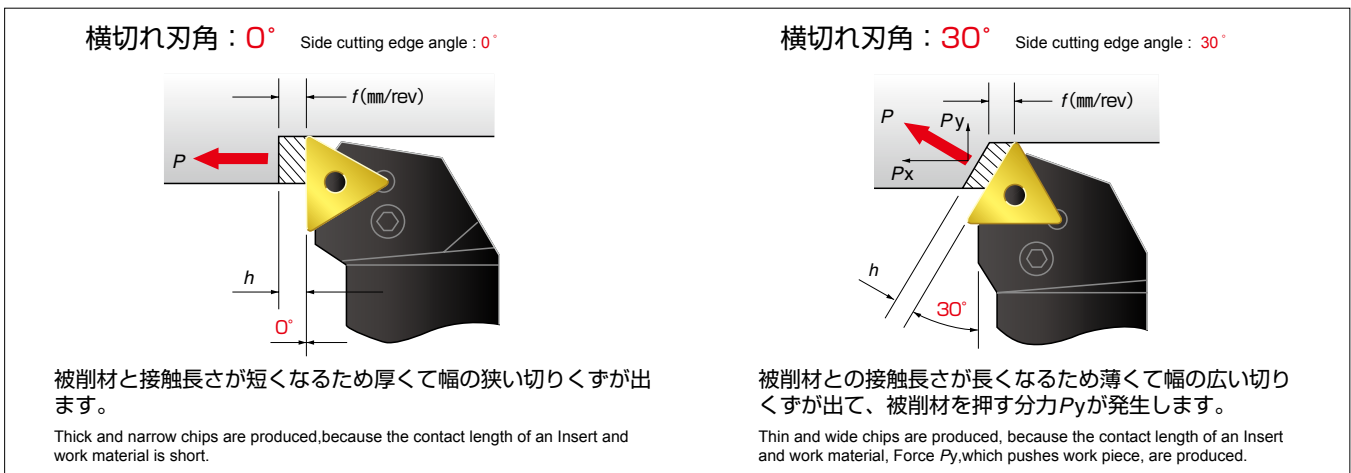 横切れ刃角：0° Side cutting edge angle : 0°
f(mm/rev)
P
h
0°
被削材と接触長さが短くなるため厚くて幅の狭い切りくずが出
ます。
Thick and narrow chips are produced,because the contact length of an Insert and
work material is short.
横切れ刃角：30° Side cutting edge angle : 30°
f(mm/rev)
P
Py
Px
h
30°
被削材との接触長さが長くなるため薄くて幅の広い切り
くずが出て、被削材を押す分力Pyが発生します。
Thin and wide chips are produced, because the contact length of an Insert
and work material, Force Py,which pushes work piece, are produced.